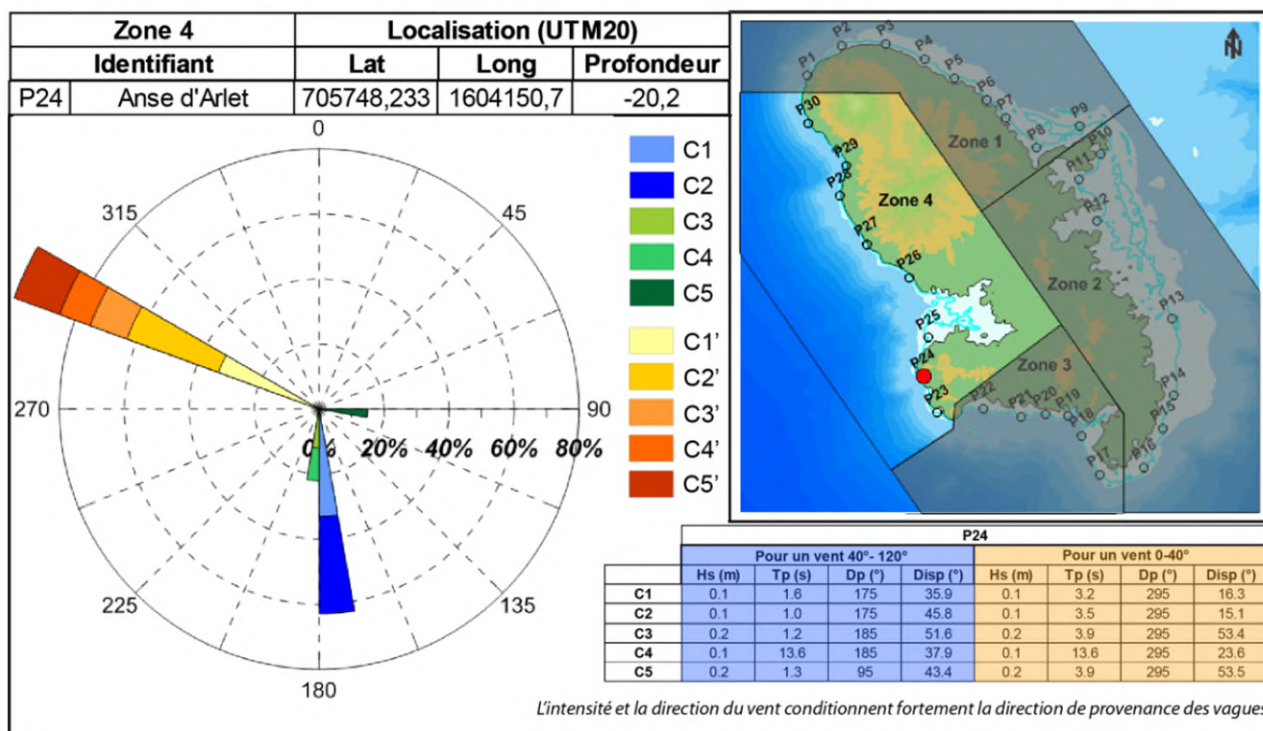 Zone 4 Localisation (UTM20)
Identifiant Lat Long Profondeur
P24 Anse d'Arlet 705748,233 1604150,7 -20,2
0
45
90
135
180
225
270
315
0% 20% 40% 60% 80%
C1
C2
C3
C4
C5
C1'
C2'
C3'
C4'
C5'
N
P1
P2
P3
P4
P5
P6
P7
P8
P9
P10
P11
P12
P13
P14
P15
P16
P17
P18
P19
P20
P21
P22
P23
P24
P25
P26
P27
P28
P29
P30
Zone 1
Zone 2
Zone 3
Zone 4
P24
Pour un vent 40°- 120° Pour un vent 0-40°
Hs (m) Tp (s) Dp (°) Disp (°) Hs (m) Tp (s) Dp (°) Disp (°)
C1 0.1 1.6 175 35.9 0.1 3.2 295 16.3
C2 0.1 1.0 175 45.8 0.1 3.5 295 15.1
C3 0.2 1.2 185 51.6 0.2 3.9 295 53.4
C4 0.1 13.6 185 37.9 0.1 13.6 295 23.6
C5 0.2 1.3 95 43.4 0.2 3.9 295 53.5
L'intensité et la direction du vent conditionnent fortement la direction de provenance des vagues